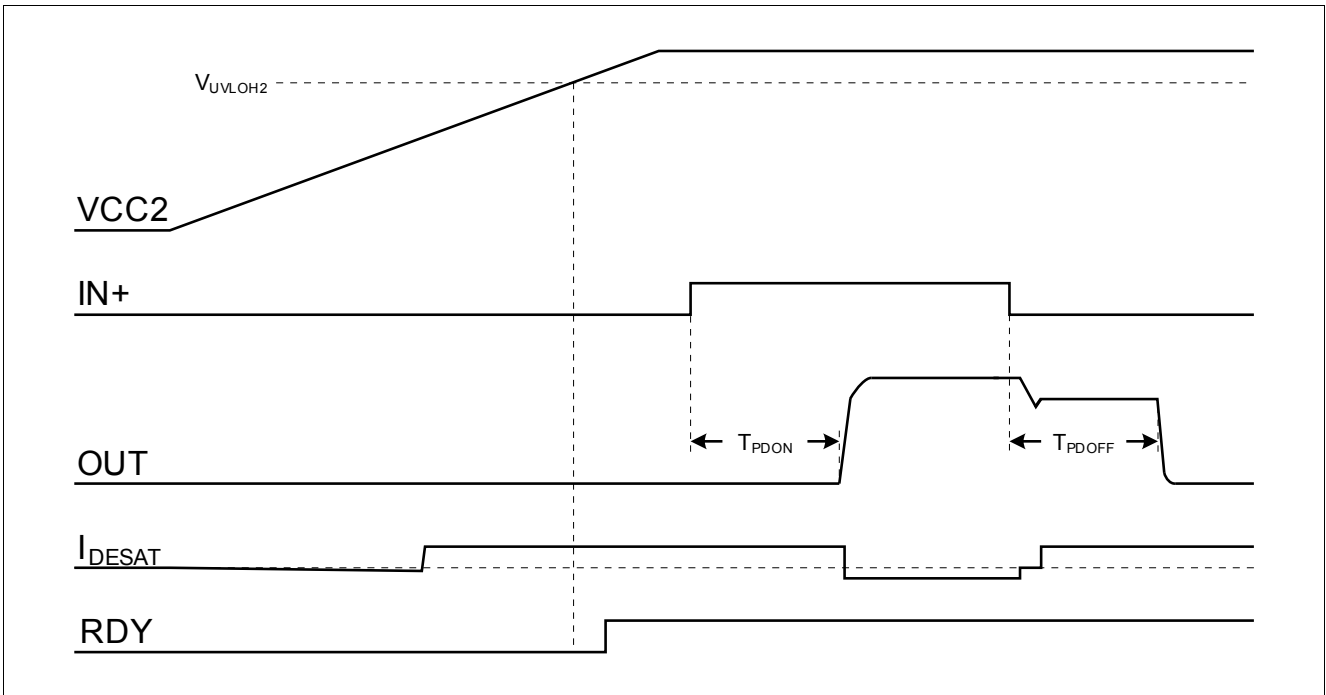 VUVLOH2
VCC2
IN+
TPDON
TPDOFF
OUT
IDESAT
RDY